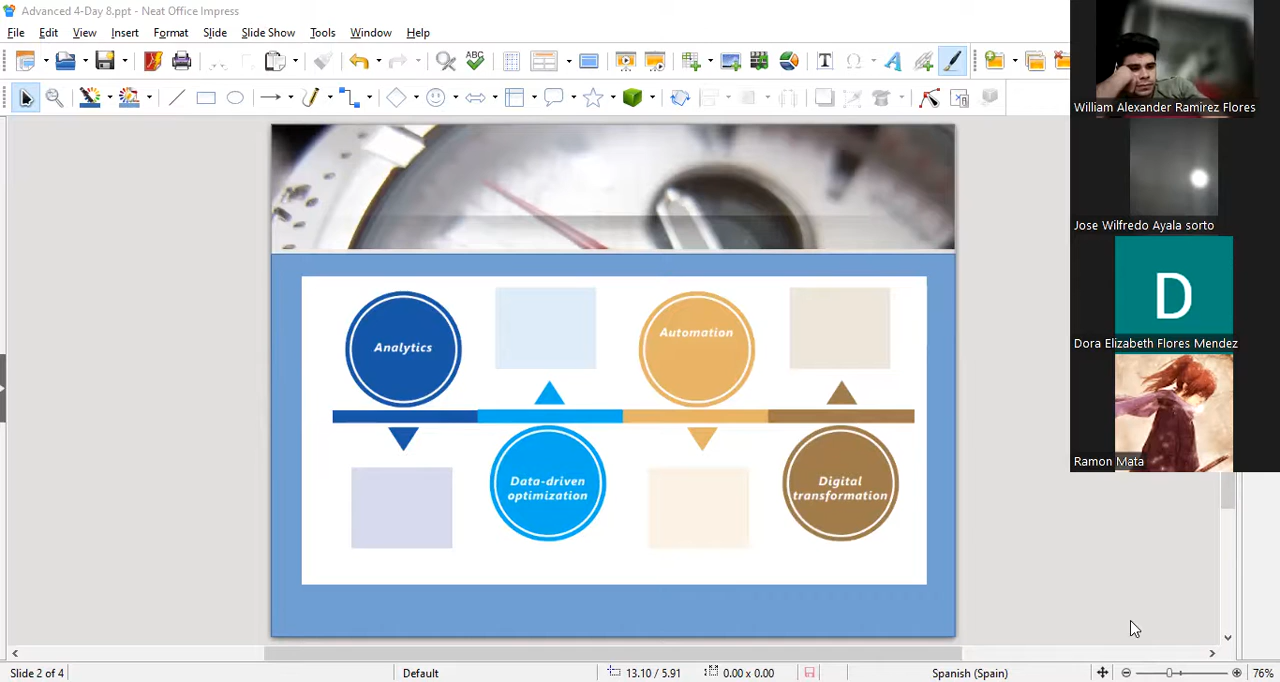 Advanced 4-Day 8.ppt - Neat Office Impress
File Edit View Insert Format Tools Slide Slide Show Window Help
ABC
T
Ω
A
Analytics
Automation
Data-driven
optimization
Digital
transformation
William Alexander Ramirez Flores
Jose Wilfredo Ayala sorto
D
Dora Elizabeth Flores Mendez
Ramon Mata
Slide 2 of 4
Default
13.10 / 5.91
0.00 x 0.00
Spanish (Spain)
76%